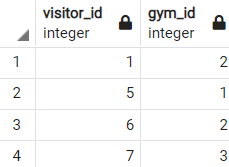 visitor_id gym_id
integer integer
1 1 2
2 5 1
3 6 2
4 7 3